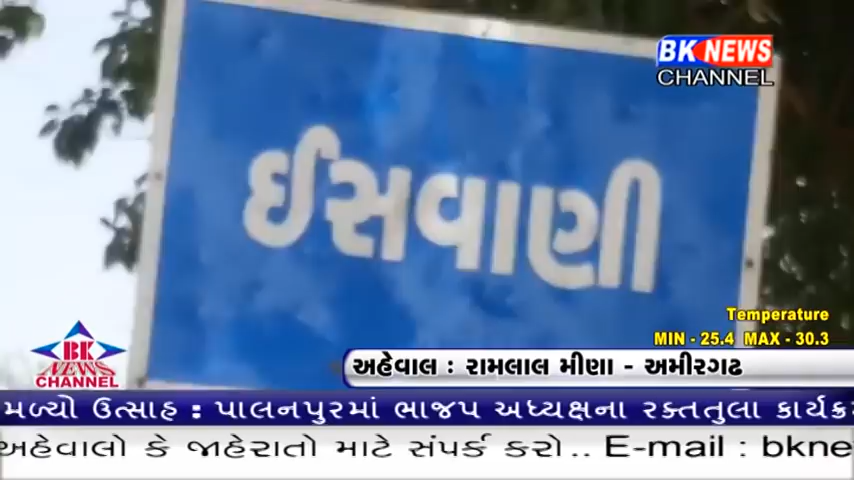 BK NEWS
CHANNEL
ઈસવાણી
Temperature
MIN - 25.4 MAX - 30.3
BK
NEWS
CHANNEL
અહેવાલ : રામલાલ મીણા - અમીરગઢ
મળ્યો ઉત્સાહ : પાલનપુરમાં ભાજપ અધ્યક્ષના રક્તતુલા કાર્યક્ર
અહેવાલો કે જાહેરાતો માટે સંપર્ક કરો.. E-mail : bkne